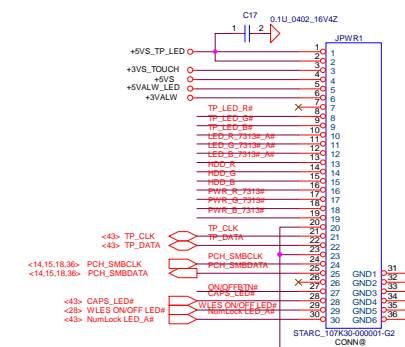 C17
0.1U_0402_16V4Z
1 2
JPWR1
+5VS_TP_LED
+3VS_TOUCH
+5VS
+5VALW_LED
+3VALW
1 1
2 2
3 3
4 4
5 5
6 6
7 7
TP_LED_R# 8 8
TP_LED_G# 9 9
TP_LED_B# 10 10
LED_R_7313#_A# 11 11
LED_G_7313#_A# 12 12
LED_B_7313#_A# 13 13
HDD_R 14 14
HDD_G 15 15
HDD_B 16 16
PWR_R_7313# 17 17
PWR_G_7313# 18 18
PWR_B_7313# 19 19
20 20
<43> TP_CLK TP_CLK 21 21
<43> TP_DATA TP_DATA 22 22
23 23
<14,15,18,36> PCH_SMBCLK PCH_SMBCLK 24 24
<14,15,18,36> PCH_SMBDATA PCH_SMBDATA 25 25
26 26
ON/OFFBTN# 27 27
<43> CAPS_LED# CAPS_LED# 28 28
<28> WLES ON/OFF LED# WLES ON/OFF LED# 29 29
<43> NumLock LED_A# NumLock LED_A# 30 30
GND1 31
GND2 32
GND3 33
GND4 34
GND5 35
GND6 36
STARC_107K30-000001-G2
CONN@